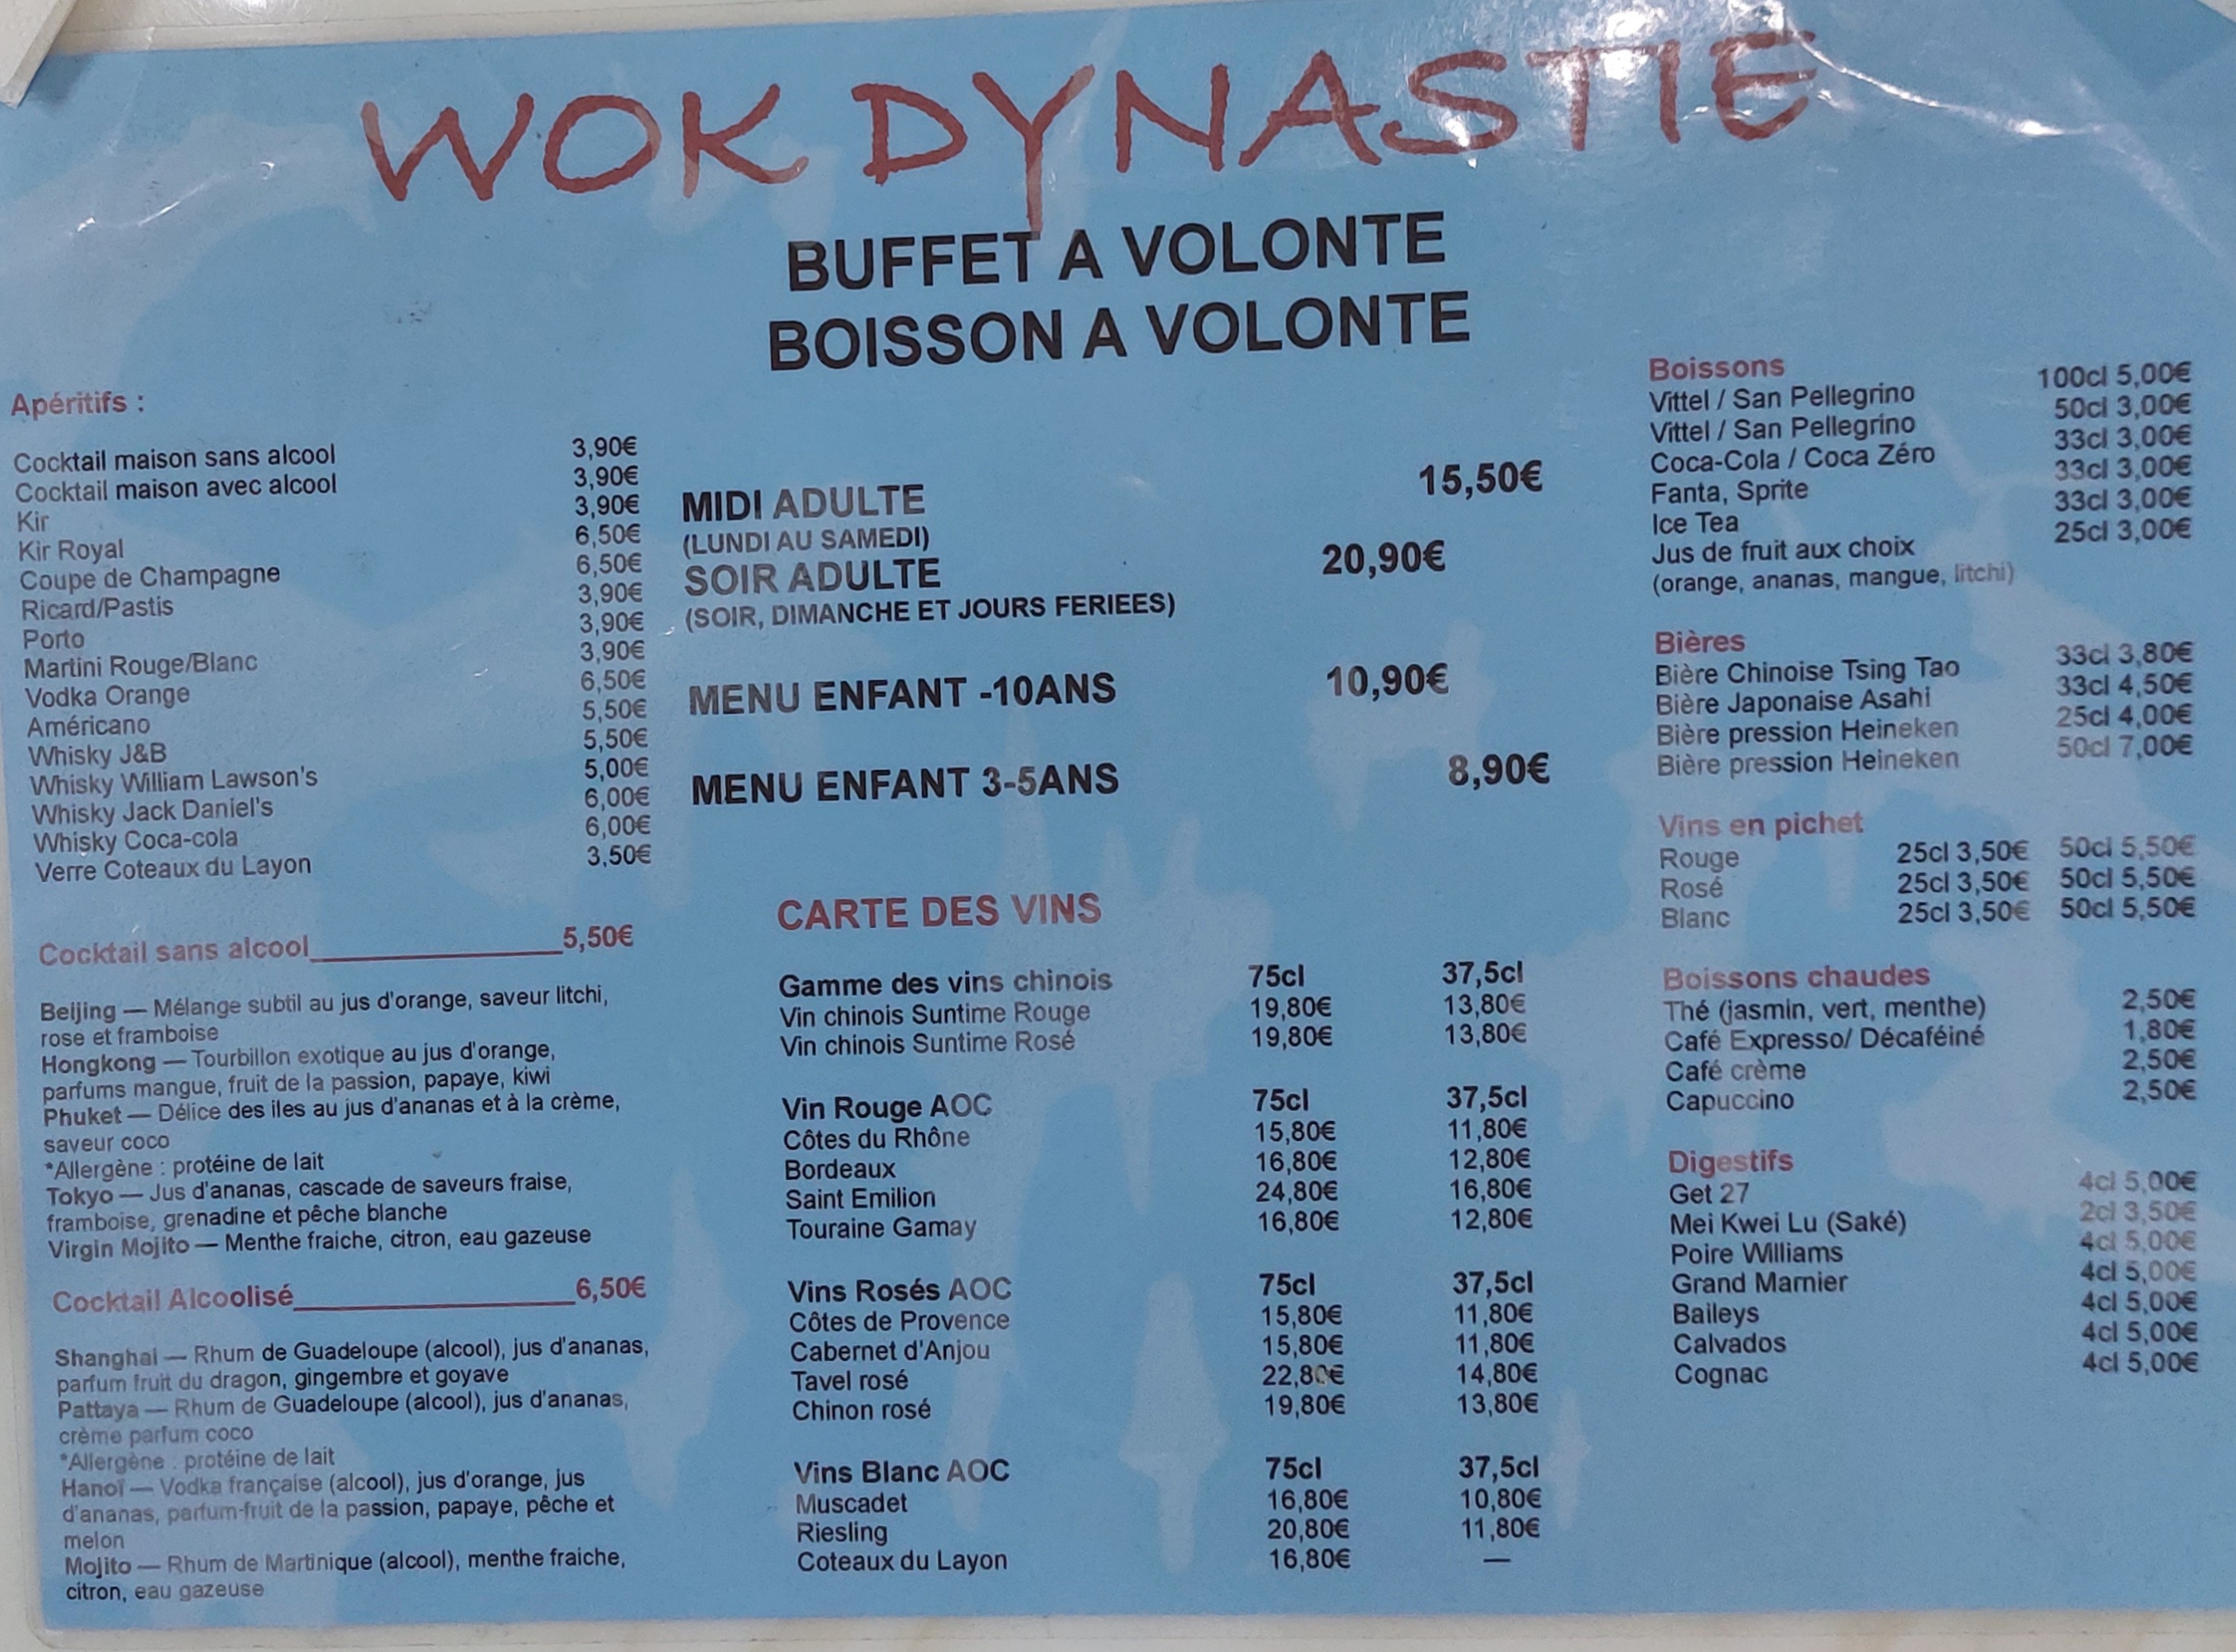 WOK DYNASTIE
BUFFET A VOLONTE
BOISSON A VOLONTE
Apéritifs :
Cocktail maison sans alcool 3,90€
Cocktail maison avec alcool 3,90€
Kir 3,90€
Kir Royal 6,50€
Coupe de Champagne 6,50€
Ricard/Pastis 3,90€
Porto 3,90€
Martini Rouge/Blanc 3,90€
Vodka Orange 6,50€
Américano 5,50€
Whisky J&B 5,50€
Whisky William Lawson's 5,00€
Whisky Jack Daniel's 6,00€
Whisky Coca-cola 6,00€
Verre Coteaux du Layon 3,50€
Cocktail sans alcool 5,50€
Beijing — Mélange subtil au jus d'orange, saveur litchi,
rose et framboise
Hongkong — Tourbillon exotique au jus d'orange,
parfums mangue, fruit de la passion, papaye, kiwi
Phuket — Délice des iles au jus d'ananas et à la crème,
saveur coco
*Allergène : protéine de lait
Tokyo — Jus d'ananas, cascade de saveurs fraise,
framboise, grenadine et pêche blanche
Virgin Mojito — Menthe fraiche, citron, eau gazeuse
Cocktail Alcoolisé 6,50€
Shanghai — Rhum de Guadeloupe (alcool), jus d'ananas,
parfum fruit du dragon, gingembre et goyave
Pattaya — Rhum de Guadeloupe (alcool), jus d'ananas,
crème parfum coco
*Allergène : protéine de lait
Hanoï — Vodka française (alcool), jus d'orange, jus
d'ananas, parfum-fruit de la passion, papaye, pêche et
melon
Mojito — Rhum de Martinique (alcool), menthe fraiche,
citron, eau gazeuse
MIDI ADULTE 15,50€
(LUNDI AU SAMEDI)
SOIR ADULTE 20,90€
(SOIR, DIMANCHE ET JOURS FERIEES)
MENU ENFANT -10ANS 10,90€
MENU ENFANT 3-5ANS 8,90€
CARTE DES VINS
Gamme des vins chinois 75cl 37,5cl
Vin chinois Suntime Rouge 19,80€ 13,80€
Vin chinois Suntime Rosé 19,80€ 13,80€
Vin Rouge AOC 75cl 37,5cl
Côtes du Rhône 15,80€ 11,80€
Bordeaux 16,80€ 12,80€
Saint Emilion 24,80€ 16,80€
Touraine Gamay 16,80€ 12,80€
Vins Rosés AOC 75cl 37,5cl
Côtes de Provence 15,80€ 11,80€
Cabernet d'Anjou 15,80€ 11,80€
Tavel rosé 22,80€ 14,80€
Chinon rosé 19,80€ 13,80€
Vins Blanc AOC 75cl 37,5cl
Muscadet 16,80€ 10,80€
Riesling 20,80€ 11,80€
Coteaux du Layon 16,80€ —
Boissons
Vittel / San Pellegrino 100cl 5,00€
Vittel / San Pellegrino 50cl 3,00€
Coca-Cola / Coca Zéro 33cl 3,00€
Fanta, Sprite 33cl 3,00€
Ice Tea 33cl 3,00€
Jus de fruit aux choix 25cl 3,00€
(orange, ananas, mangue, litchi)
Bières
Bière Chinoise Tsing Tao 33cl 3,80€
Bière Japonaise Asahi 33cl 4,50€
Bière pression Heineken 25cl 4,00€
Bière pression Heineken 50cl 7,00€
Vins en pichet
Rouge 25cl 3,50€ 50cl 5,50€
Rosé 25cl 3,50€ 50cl 5,50€
Blanc 25cl 3,50€ 50cl 5,50€
Boissons chaudes
Thé (jasmin, vert, menthe) 2,50€
Café Expresso/ Décaféiné 1,80€
Café crème 2,50€
Capuccino 2,50€
Digestifs
Get 27 4cl 5,00€
Mei Kwei Lu (Saké) 2cl 3,50€
Poire Williams 4cl 5,00€
Grand Marnier 4cl 5,00€
Baileys 4cl 5,00€
Calvados 4cl 5,00€
Cognac 4cl 5,00€